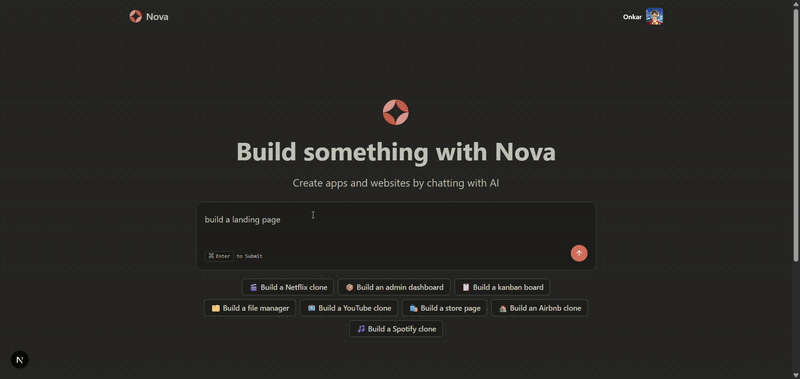 Nova
Onkar
Build something with Nova
Create apps and websites by chatting with AI
build a landing page
⌘ Enter to Submit
Build a Netflix clone
Build an admin dashboard
Build a kanban board
Build a file manager
Build a YouTube clone
Build a store page
Build an Airbnb clone
Build a Spotify clone
N